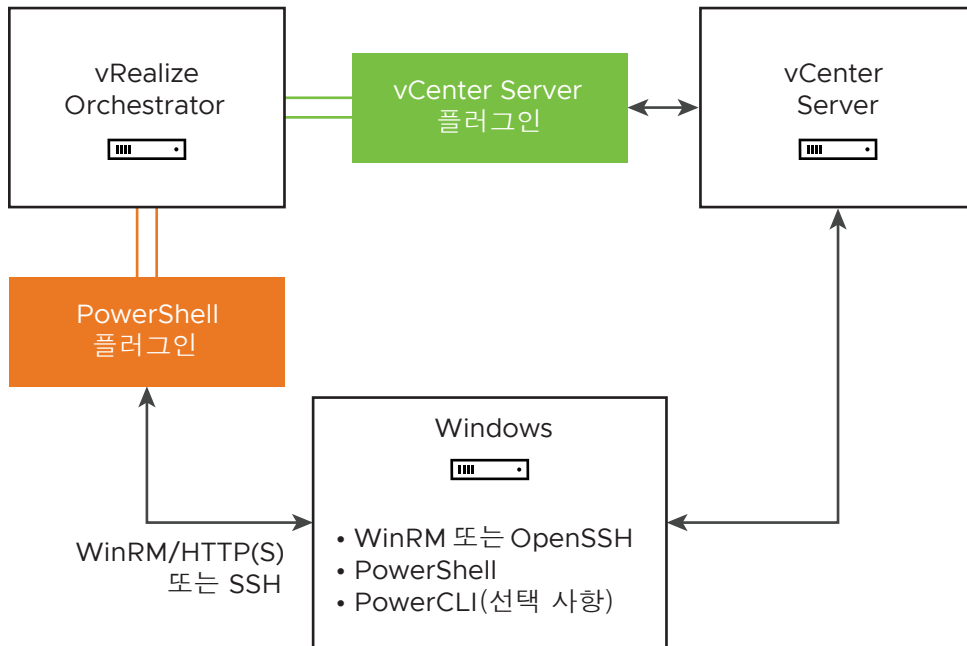 vRealize
Orchestrator
vCenter Server
플러그인
vCenter
Server
PowerShell
플러그인
WinRM/HTTP(S)
또는 SSH
Windows
• WinRM 또는 OpenSSH
• PowerShell
• PowerCLI(선택 사항)